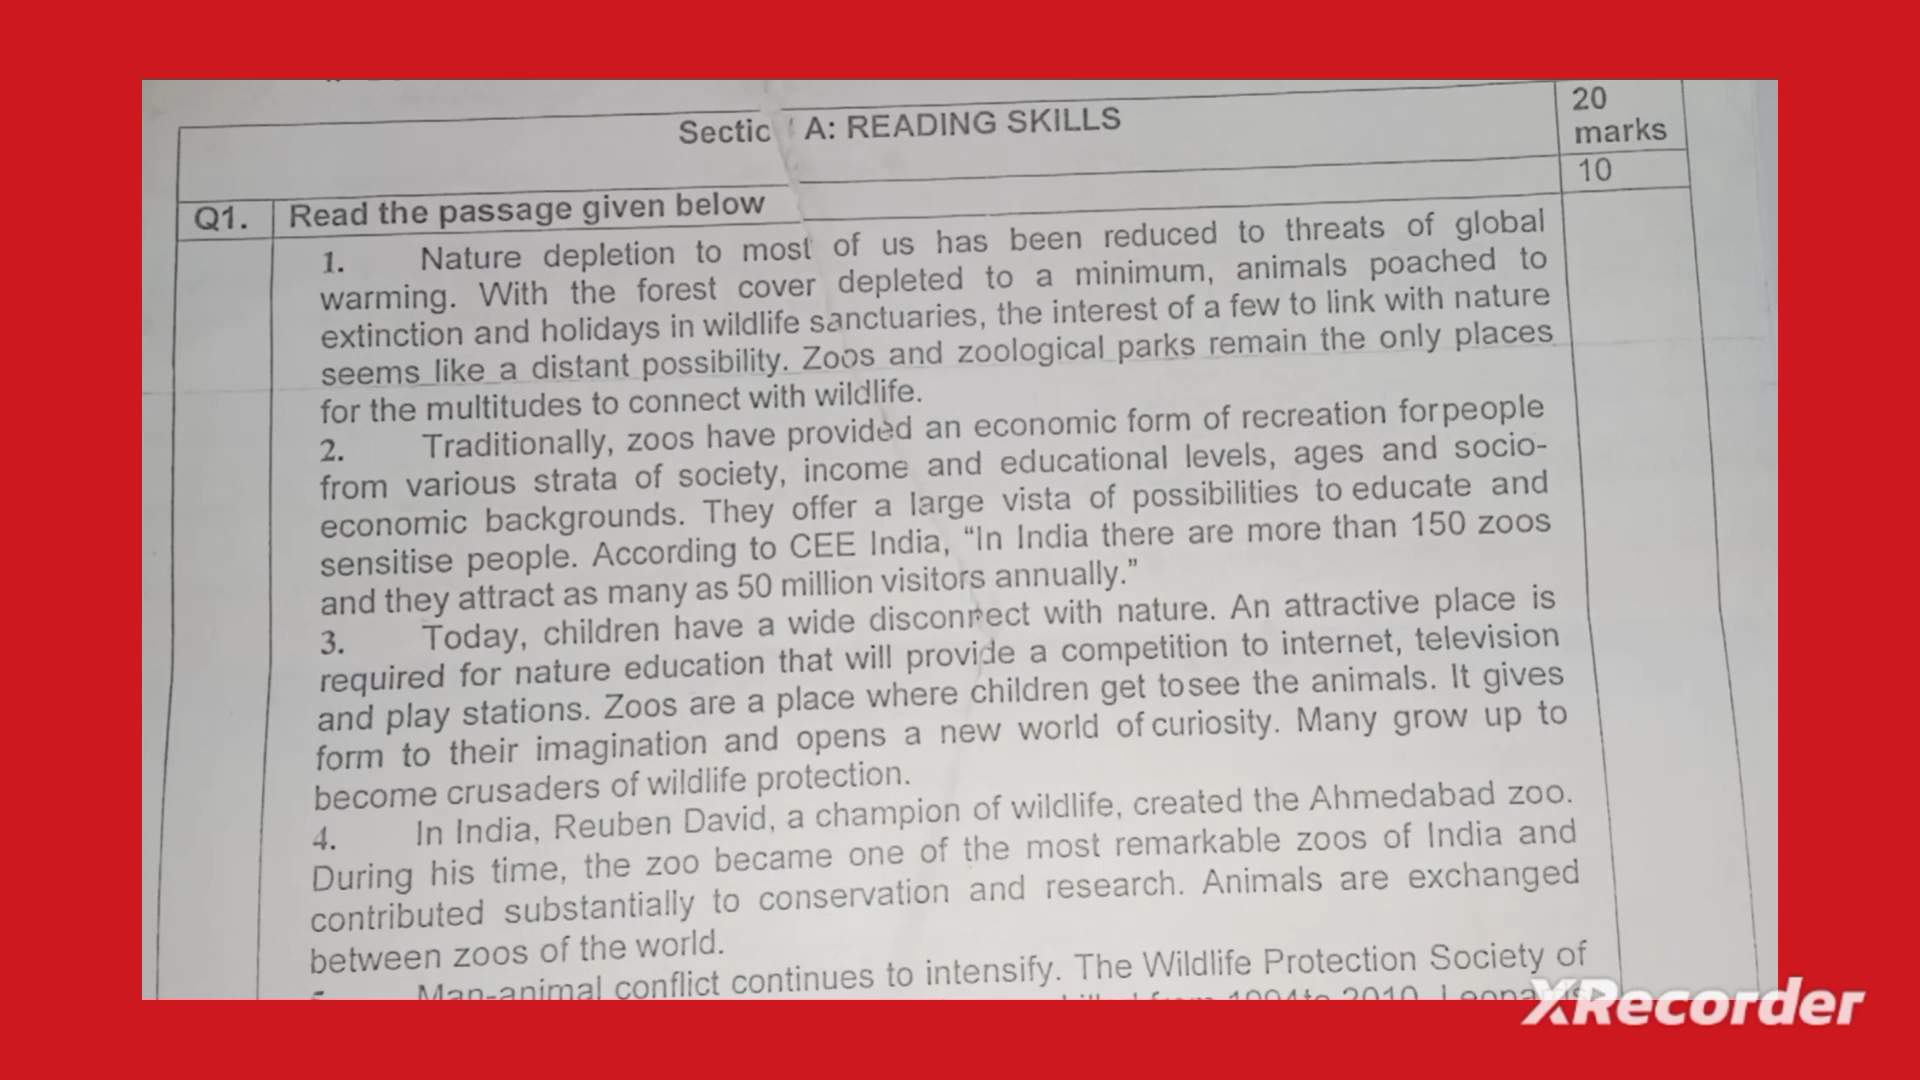 Sectio A: READING SKILLS
20
marks
10
Q1. Read the passage given below
1. Nature depletion to most of us has been reduced to threats of global
warming. With the forest cover depleted to a minimum, animals poached to
extinction and holidays in wildlife sanctuaries, the interest of a few to link with nature
seems like a distant possibility. Zoos and zoological parks remain the only places
for the multitudes to connect with wildlife.
2. Traditionally, zoos have provided an economic form of recreation forpeople
from various strata of society, income and educational levels, ages and socio-
economic backgrounds. They offer a large vista of possibilities to educate and
sensitise people. According to CEE India, “In India there are more than 150 zoos
and they attract as many as 50 million visitors annually.”
3. Today, children have a wide disconnect with nature. An attractive place is
required for nature education that will provide a competition to internet, television
and play stations. Zoos are a place where children get tosee the animals. It gives
form to their imagination and opens a new world of curiosity. Many grow up to
become crusaders of wildlife protection.
4. In India, Reuben David, a champion of wildlife, created the Ahmedabad zoo.
During his time, the zoo became one of the most remarkable zoos of India and
contributed substantially to conservation and research. Animals are exchanged
between zoos of the world.
Man-animal conflict continues to intensify. The Wildlife Protection Society of
from 1994to 2010
XRecorder